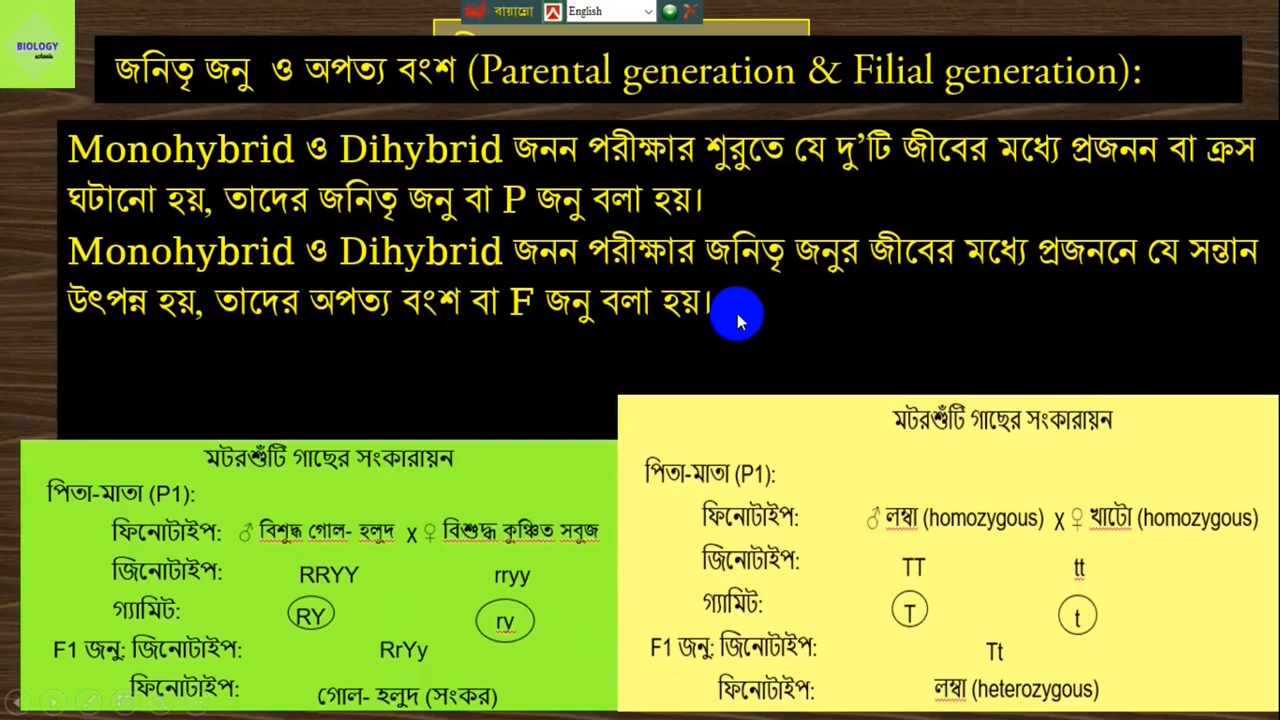 BIOLOGY
schools
বায়ান্নো
English
জনিতৃ জনু ও অপত্য বংশ (Parental generation & Filial generation):
Monohybrid ও Dihybrid জনন পরীক্ষার শুরুতে যে দু’টি জীবের মধ্যে প্রজনন বা ক্রস
ঘটানো হয়, তাদের জনিতৃ জনু বা P জনু বলা হয়।
Monohybrid ও Dihybrid জনন পরীক্ষার জনিতৃ জনুর জীবের মধ্যে প্রজননে যে সন্তান
উৎপন্ন হয়, তাদের অপত্য বংশ বা F জনু বলা হয়।
মটরশুঁটি গাছের সংকারায়ন
পিতা-মাতা (P1):
ফিনোটাইপ: ♂ বিশুদ্ধ গোল- হলুদ x ♀ বিশুদ্ধ কুঞ্চিত সবুজ
জিনোটাইপ: RRYY rryy
গ্যামিট: RY ry
F1 জনু: জিনোটাইপ: RrYy
ফিনোটাইপ: গোল- হলুদ (সংকর)
মটরশুঁটি গাছের সংকারায়ন
পিতা-মাতা (P1):
ফিনোটাইপ: ♂ লম্বা (homozygous) x ♀ খাটো (homozygous)
জিনোটাইপ: TT tt
গ্যামিট: T t
F1 জনু: জিনোটাইপ: Tt
ফিনোটাইপ: লম্বা (heterozygous)